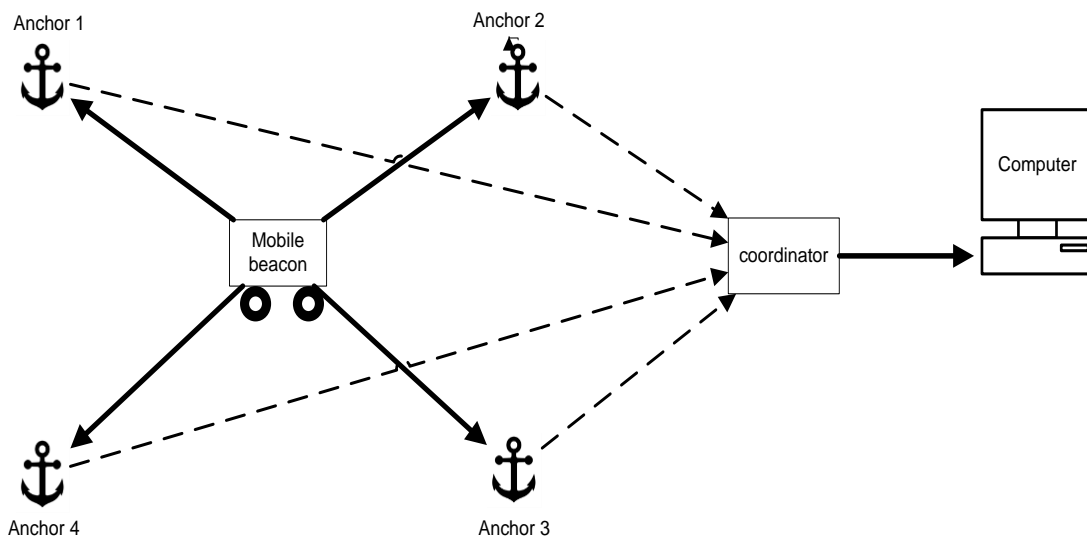 Anchor 1
Anchor 2
Computer
Mobile
beacon
coordinator
Anchor 4
Anchor 3